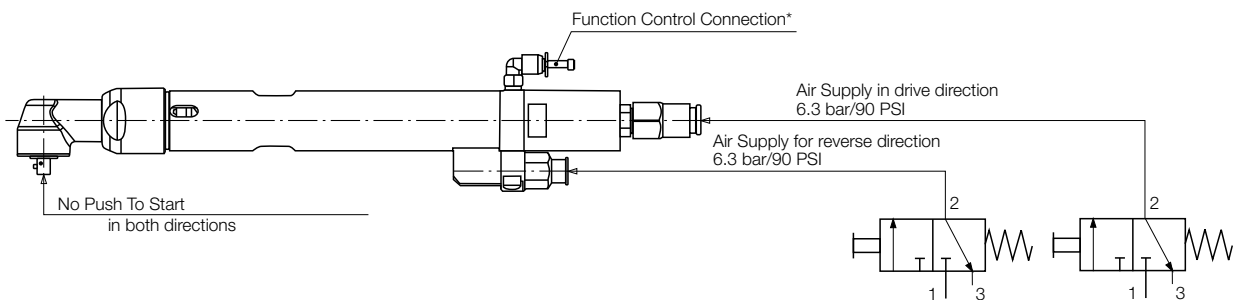 Function Control Connection*
Air Supply in drive direction
6.3 bar/90 PSI
Air Supply for reverse direction
6.3 bar/90 PSI
No Push To Start
in both directions
2
2
1
3
1
3